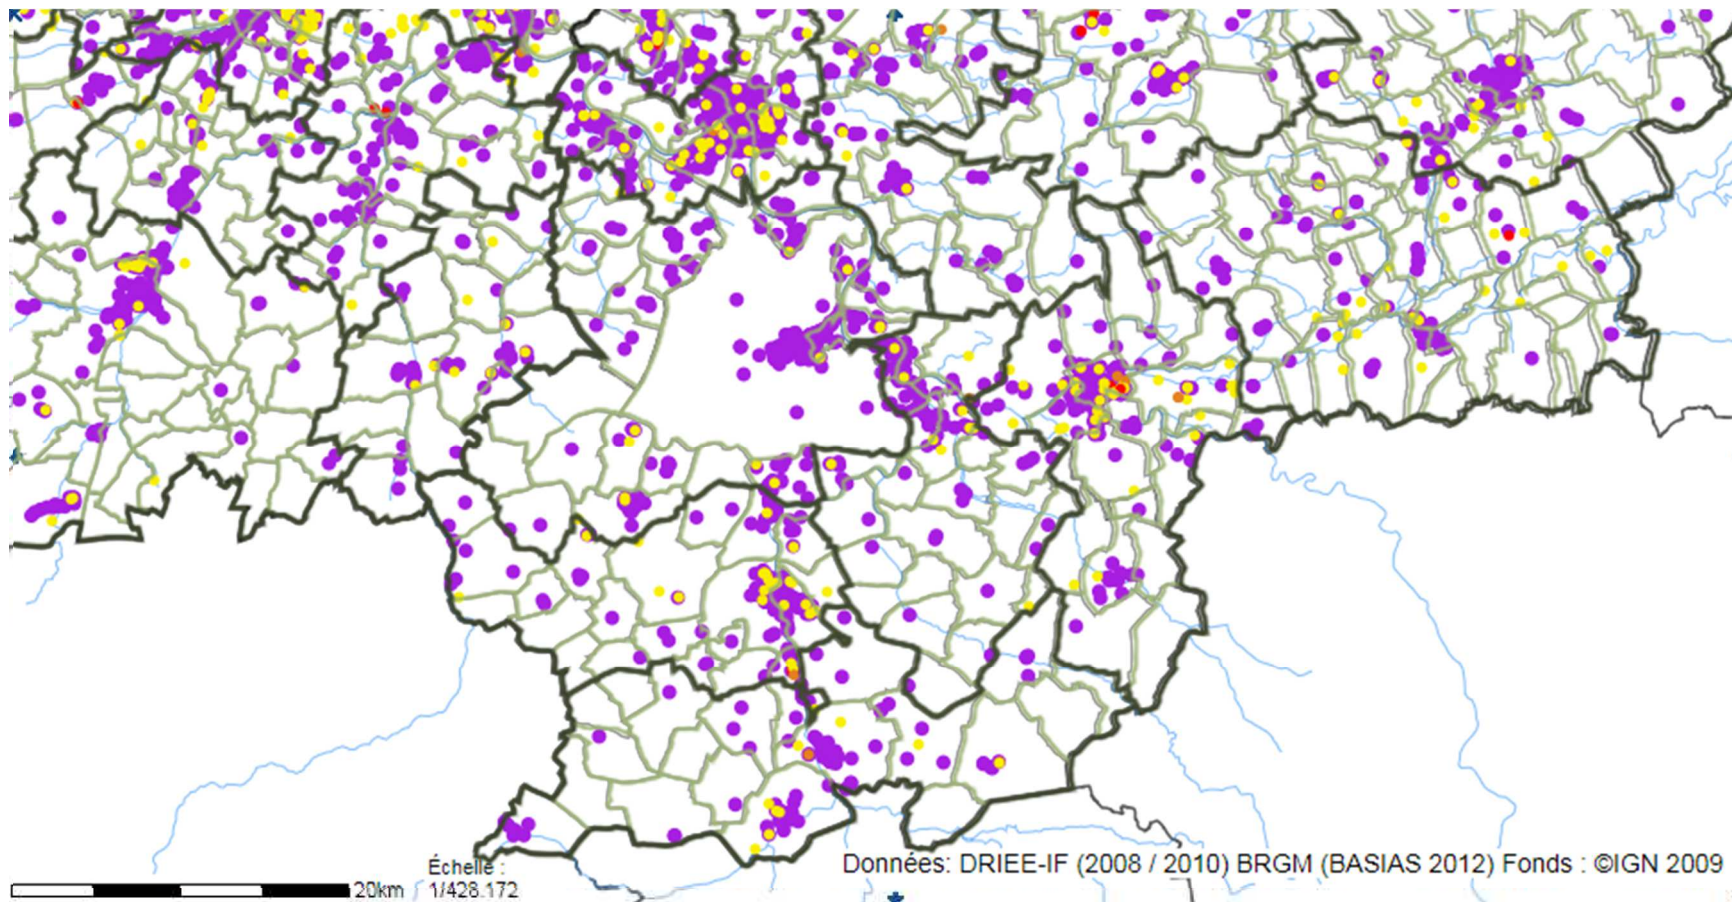 Échelle :
1/428.172
20km
Données: DRIEE-IF (2008 / 2010) BRGM (BASIAS 2012) Fonds : ©IGN 2009